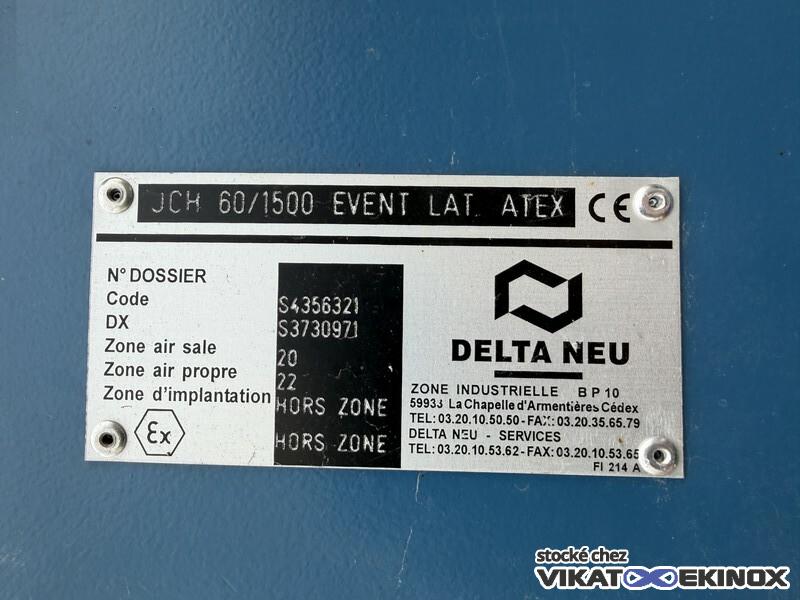 JCH 60/1500 EVENT LAT. ATEX CE
N° DOSSIER
Code S4356321
DX S3730971
Zone air sale 20
Zone air propre 22
Zone d'implantation HORS ZONE
Ex HORS ZONE
DELTA NEU
ZONE INDUSTRIELLE B P 10
59933 La Chapelle d'Armentières Cédex
TEL: 03.20.10.50.50 - FAX: 03.20.35.65.79
DELTA NEU - SERVICES
TEL: 03.20.10.53.62 - FAX: 03.20.10.53.65
FI 214 A
stocké chez
VIKAT EKINOX